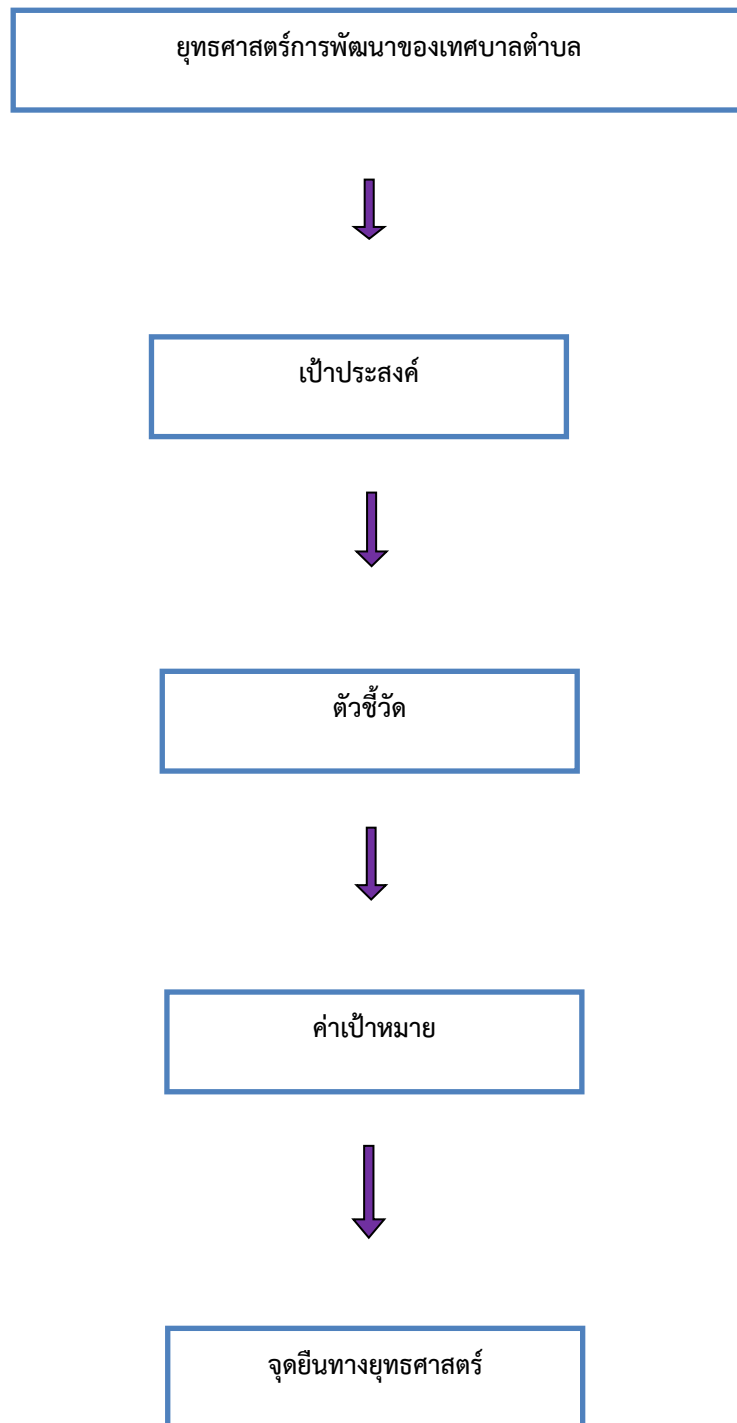 ยุทธศาสตร์การพัฒนาของเทศบาลตำบล
เป้าประสงค์
ตัวชี้วัด
ค่าเป้าหมาย
จุดยืนทางยุทธศาสตร์